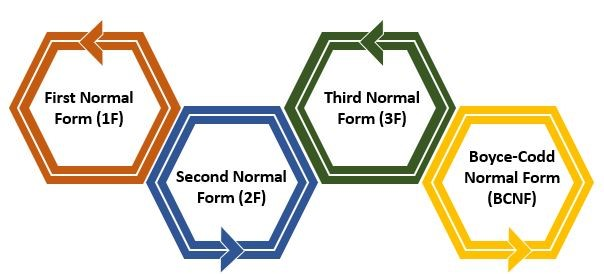 First Normal
Form (1F)
Second Normal
Form (2F)
Third Normal
Form (3F)
Boyce-Codd
Normal Form
(BCNF)